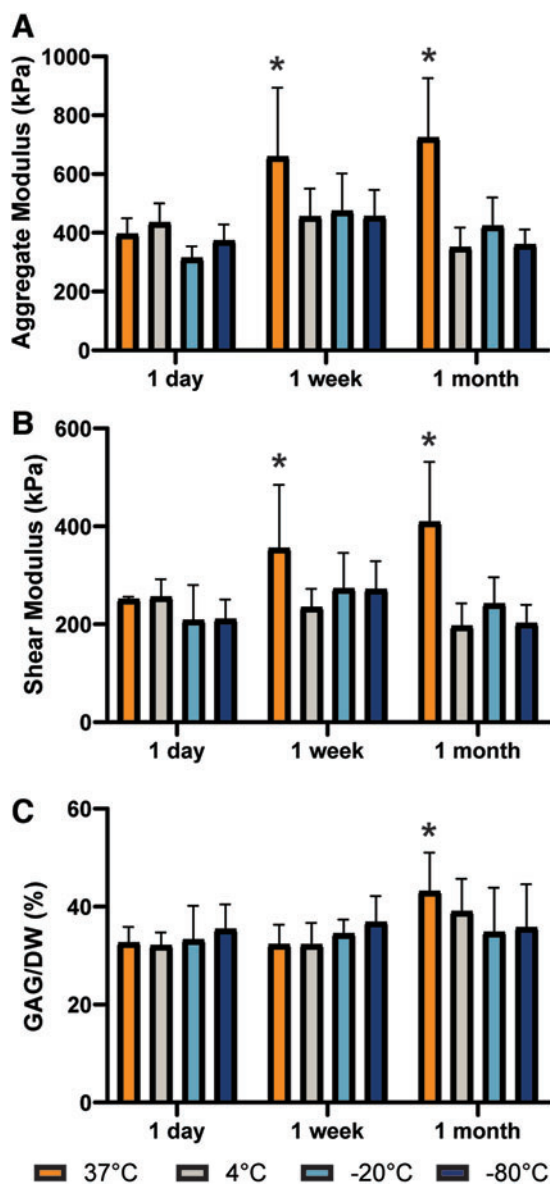 A
Aggregate Modulus (kPa)
1000
800
600
400
200
0
*
*
1 day
1 week
1 month
B
Shear Modulus (kPa)
600
400
200
0
*
*
1 day
1 week
1 month
C
GAG/DW (%)
60
40
20
0
*
1 day
1 week
1 month
37°C
4°C
-20°C
-80°C